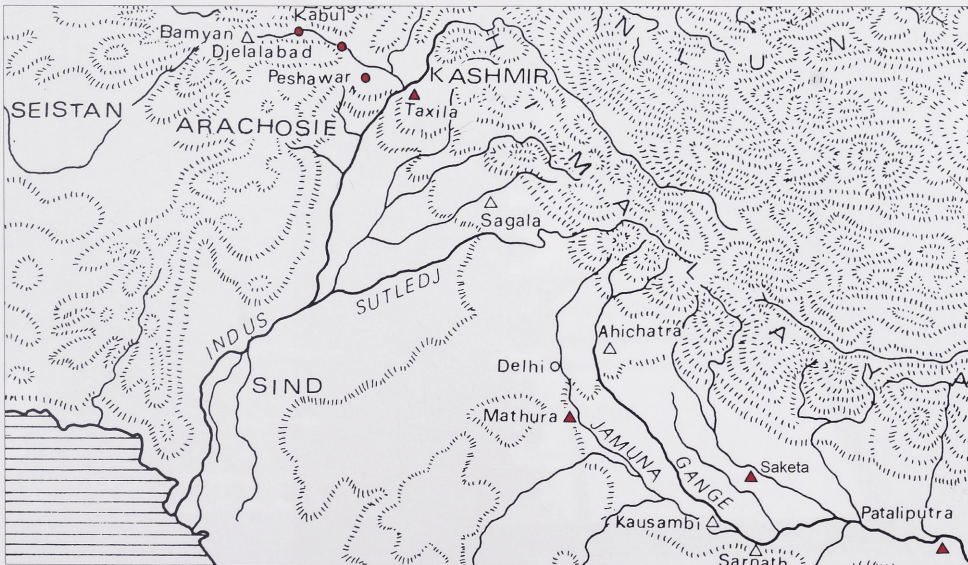 Kabul
Bamyan
Djelalabad
Peshawar
KASHMIR
Taxila
SEISTAN
ARACHOSIE
Sagala
SUTLEDJ
INDUS
SIND
HIMALAYA
Ahichatra
Delhi
Mathura
JAMUNA
GANGE
Saketa
Pataliputra
Kausambi
Sarnath